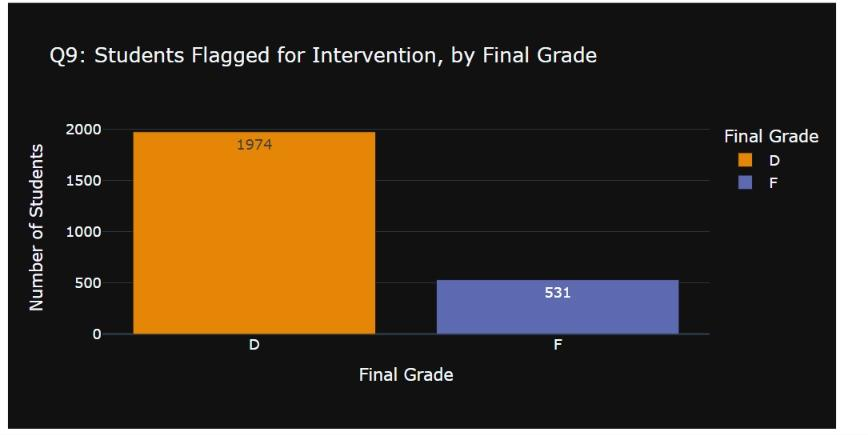 Q9: Students Flagged for Intervention, by Final Grade
Number of Students
2000
1500
1000
500
0
1974
531
D
F
Final Grade
Final Grade
D
F